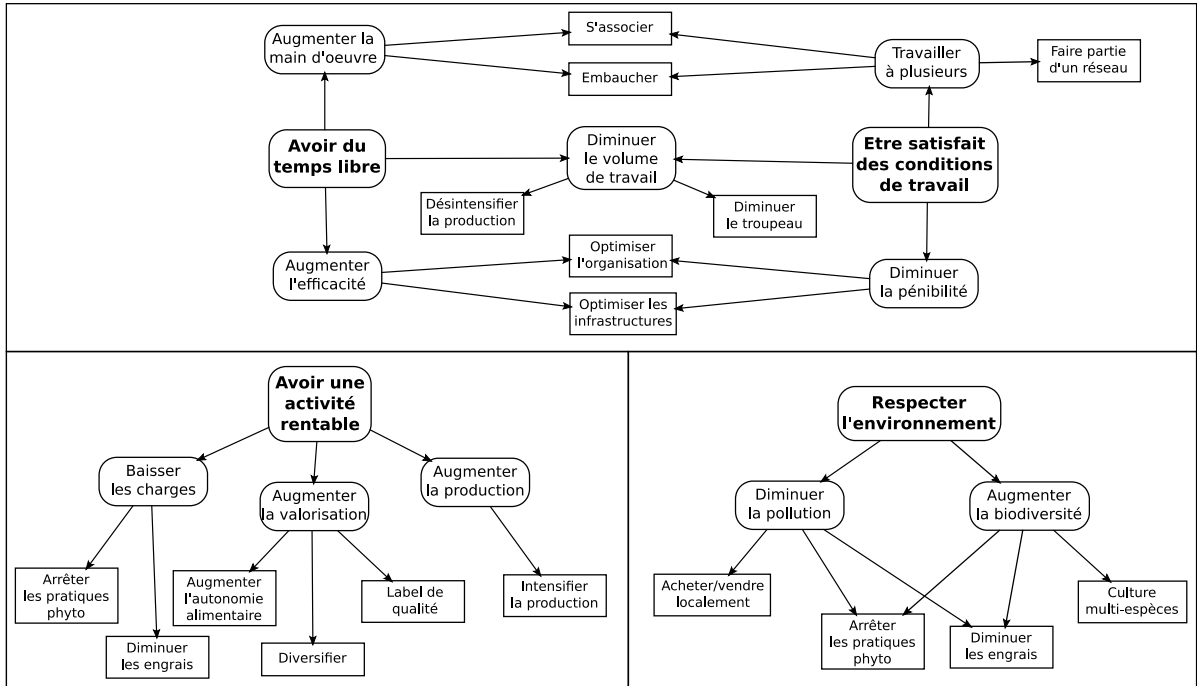 Augmenter la
main d'oeuvre
S'associer
Embaucher
Travailler
à plusieurs
Faire partie
d'un réseau
Avoir du
temps libre
Diminuer
le volume
de travail
Etre satisfait
des conditions
de travail
Désintensifier
la production
Diminuer
le troupeau
Augmenter
l'efficacité
Optimiser
l'organisation
Optimiser les
infrastructures
Diminuer
la pénibilité
Avoir une
activité
rentable
Baisser
les charges
Augmenter
la valorisation
Augmenter
la production
Arrêter
les pratiques
phyto
Augmenter
l'autonomie
alimentaire
Label de
qualité
Intensifier
la production
Diminuer
les engrais
Diversifier
Respecter
l'environnement
Diminuer
la pollution
Augmenter
la biodiversité
Acheter/vendre
localement
Culture
multi-espèces
Arrêter
les pratiques
phyto
Diminuer
les engrais